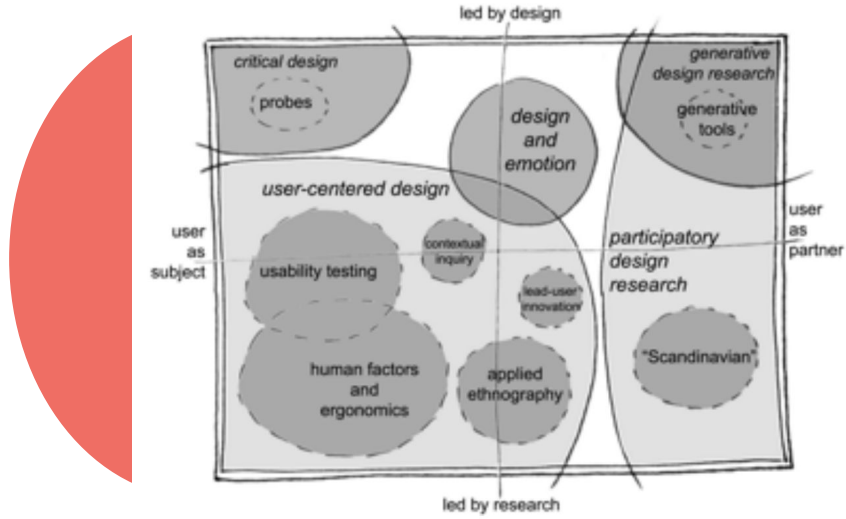 led by design
critical design
probes
generative
design research
generative
tools
design
and
emotion
user-centered design
user
as
subject
user
as
partner
contextual
inquiry
usability testing
participatory
design
research
lead-user
innovation
human factors
and
ergonomics
applied
ethnography
"Scandinavian"
led by research